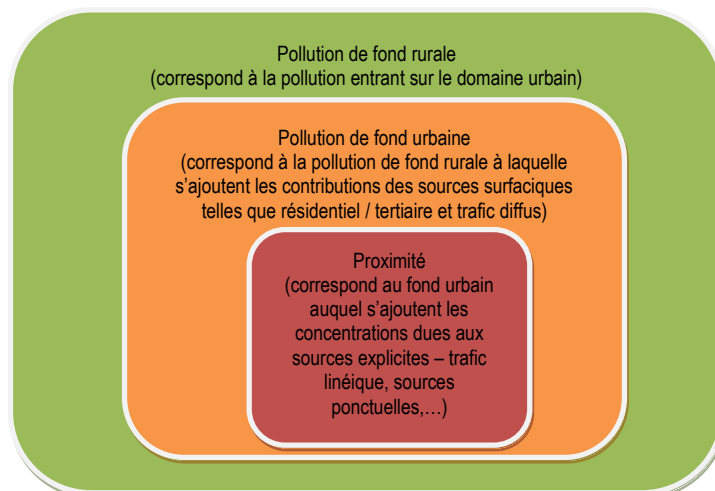 Pollution de fond rurale
(correspond à la pollution entrant sur le domaine urbain)
Pollution de fond urbaine
(correspond à la pollution de fond rurale à laquelle
s’ajoutent les contributions des sources surfaciques
telles que résidentiel / tertiaire et trafic diffus)
Proximité
(correspond au fond urbain
auquel s’ajoutent les
concentrations dues aux
sources explicites – trafic
linéique, sources
ponctuelles,…)